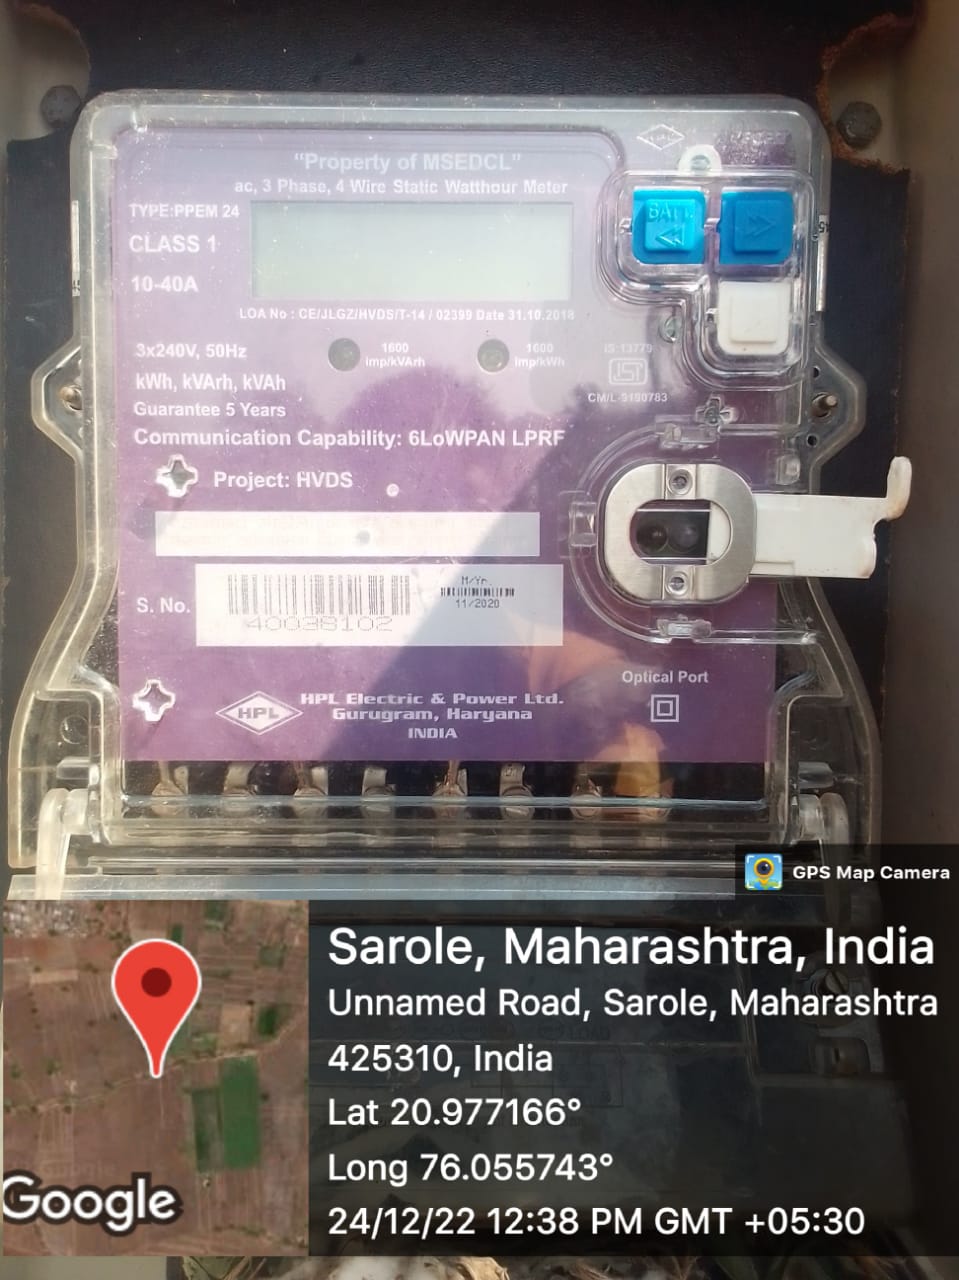 HPL
"Property of MSEDCL"
ac, 3 Phase, 4 Wire Static Watthour Meter
TYPE:PPEM 24
CLASS 1
10-40A
BATT.
LOA No : CE/JLGZ/HVDS/T-14 / 02399 Date 31.10.2018
3x240V, 50Hz
1600
imp/kVArh
1600
imp/kWh
IS 13779
ISI
kWh, kVArh, kVAh
CM/L-9180783
Guarantee 5 Years
Communication Capability: 6LoWPAN LPRF
Project: HVDS
S. No.
40038102
M/Yr.
11/2020
Optical Port
HPL
HPL Electric & Power Ltd.
Gurugram, Haryana
INDIA
GPS Map Camera
Sarole, Maharashtra, India
Unnamed Road, Sarole, Maharashtra
425310, India
Lat 20.977166°
Long 76.055743°
24/12/22 12:38 PM GMT +05:30
Google